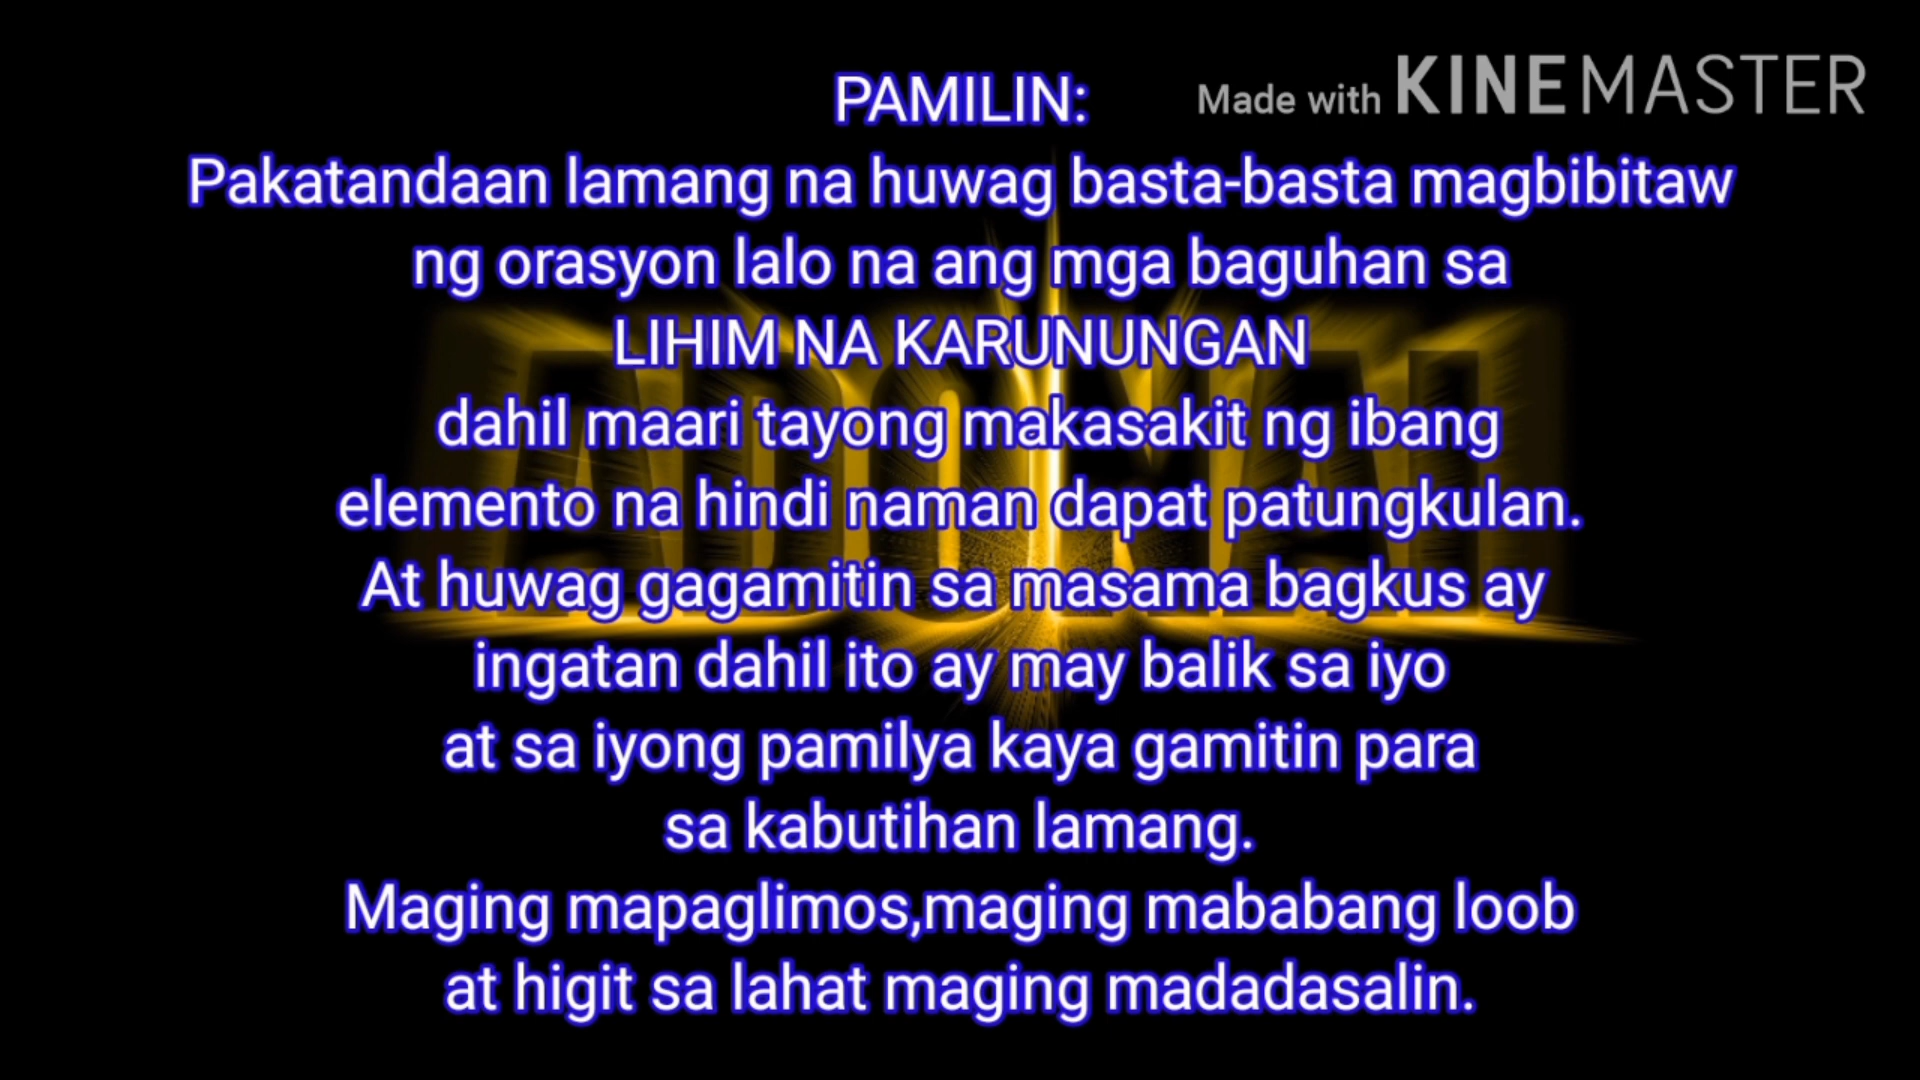 PAMILIN:
Made with KINEMASTER
Pakatandaan lamang na huwag basta-basta magbibitaw
ng orasyon lalo na ang mga baguhan sa
LIHIM NA KARUNUNGAN
dahil maari tayong makasakit ng ibang
elemento na hindi naman dapat patungkulan.
At huwag gagamitin sa masama bagkus ay
ingatan dahil ito ay may balik sa iyo
at sa iyong pamilya kaya gamitin para
sa kabutihan lamang.
Maging mapaglimos,maging mababang loob
at higit sa lahat maging madadasalin.
ADONAI